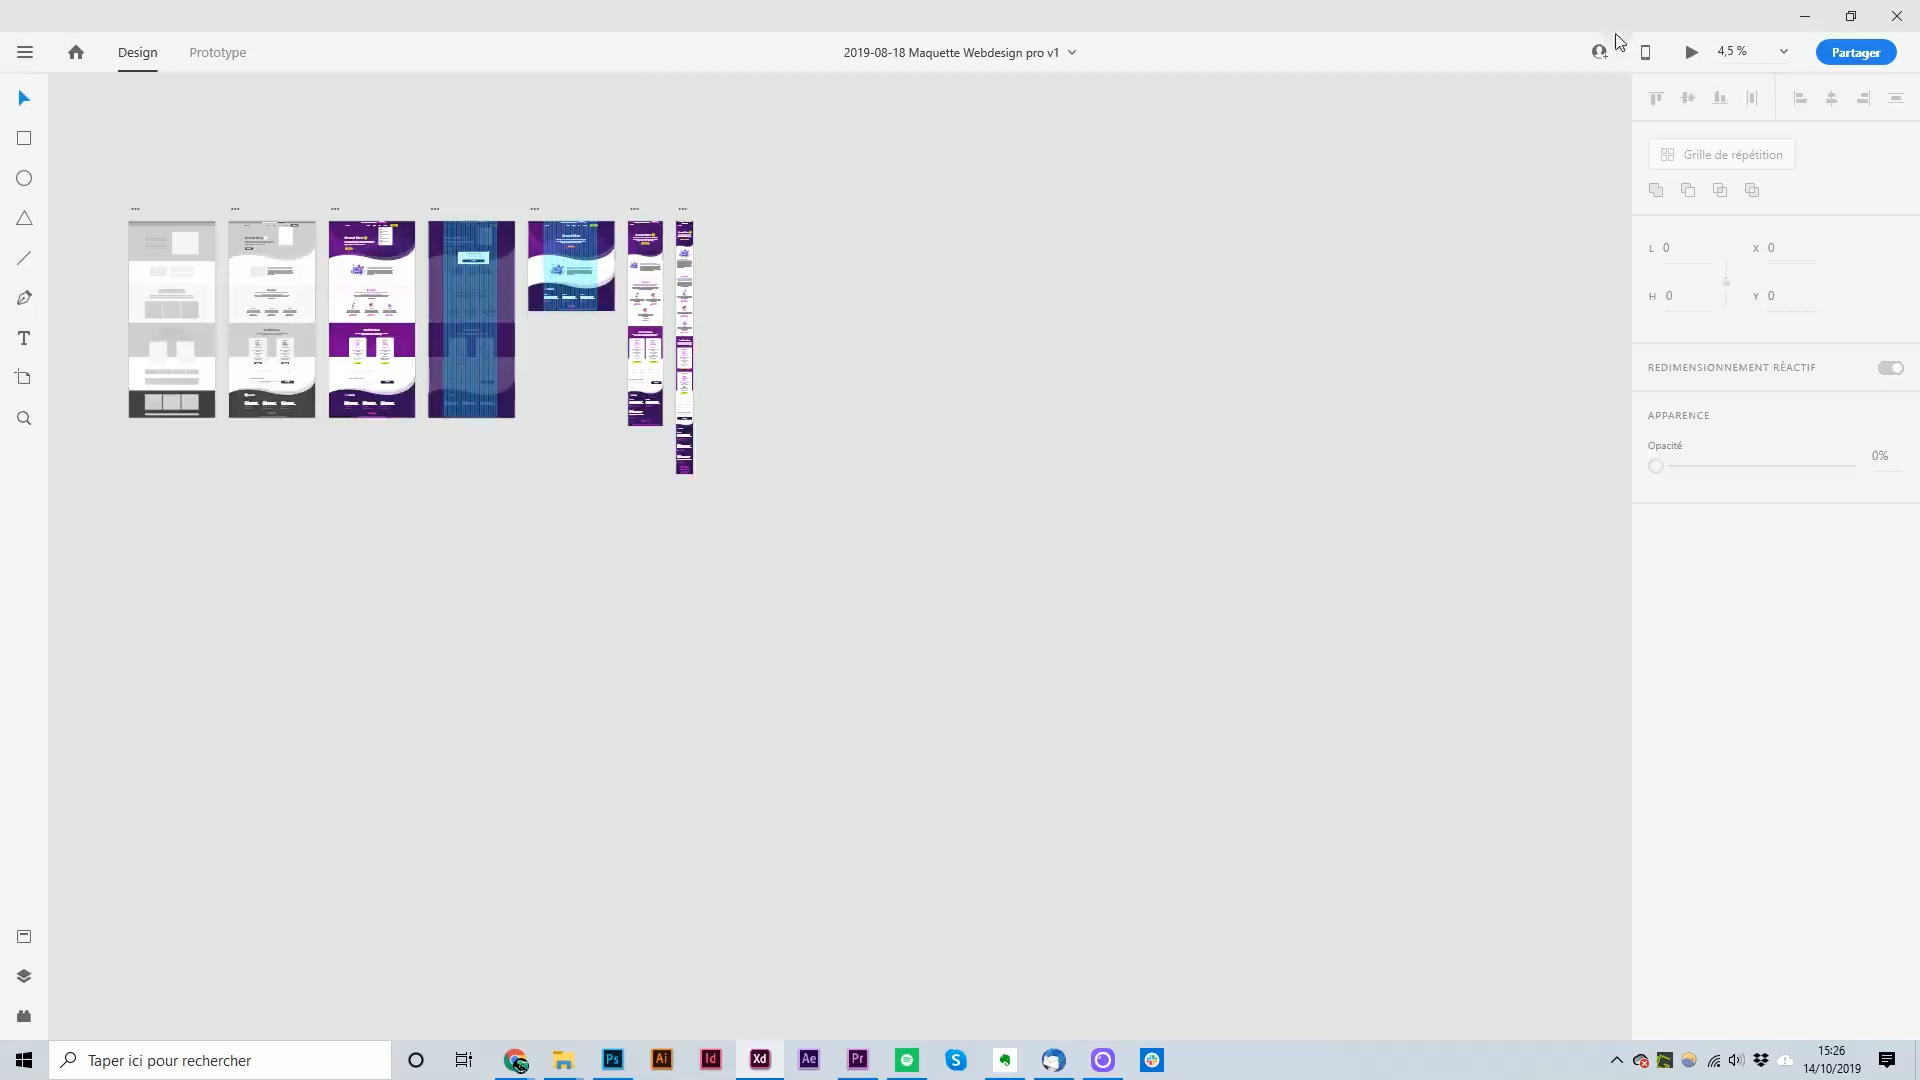 Design
Prototype
2019-08-18 Maquette Webdesign pro v1
4,5 %
Partager
Grille de répétition
L 0
X 0
H 0
Y 0
REDIMENSIONNEMENT RÉACTIF
APPARENCE
Opacité
0%
T
Taper ici pour rechercher
Ps
Ai
Id
Xd
Ae
Pr
15:26
14/10/2019